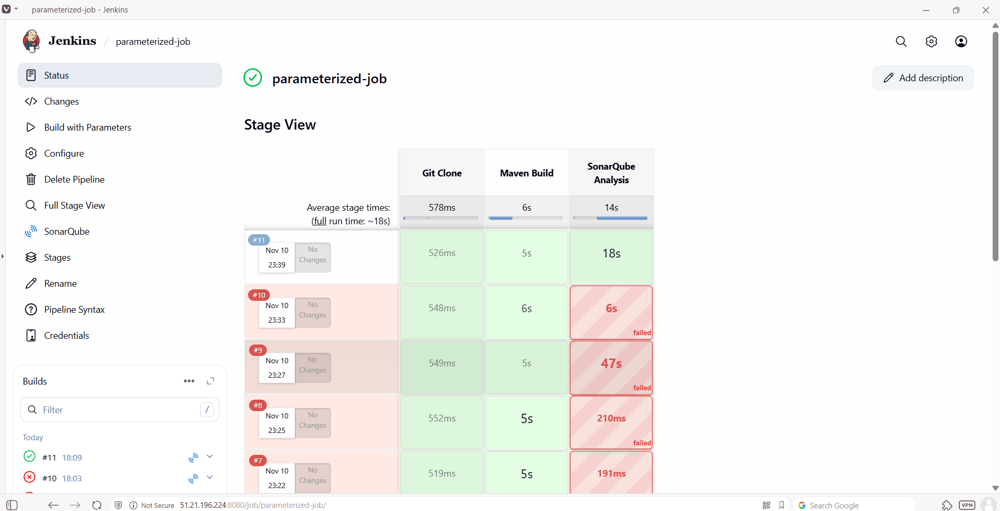 parameterized-job - Jenkins
Jenkins / parameterized-job
Status
Changes
Build with Parameters
Configure
Delete Pipeline
Full Stage View
SonarQube
Stages
Rename
Pipeline Syntax
Credentials
Builds
Filter /
Today
#11 18:09
#10 18:03
parameterized-job
Add description
Stage View
Git Clone
Maven Build
SonarQube
Analysis
Average stage times:
(full run time: ~18s)
578ms
6s
14s
#11
Nov 10
23:39
No
Changes
526ms
5s
18s
#10
Nov 10
23:33
No
Changes
548ms
6s
6s
failed
#9
Nov 10
23:27
No
Changes
549ms
5s
47s
failed
#8
Nov 10
23:25
No
Changes
552ms
5s
210ms
failed
#7
Nov 10
23:22
No
Changes
519ms
5s
191ms
Not Secure 51.21.196.224:8080/job/parameterized-job/
Search Google
VPN